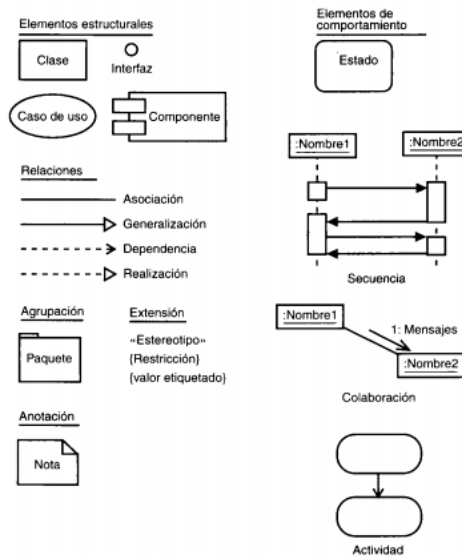 Elementos estructurales
Clase
Interfaz
Caso de uso
Componente
Relaciones
Asociación
Generalización
Dependencia
Realización
Agrupación
Paquete
Extensión
«Estereotipo»
{Restricción}
{valor etiquetado}
Anotación
Nota
Elementos de
comportamiento
Estado
:Nombre1
:Nombre2
Secuencia
:Nombre1
1: Mensajes
:Nombre2
Colaboración
Actividad